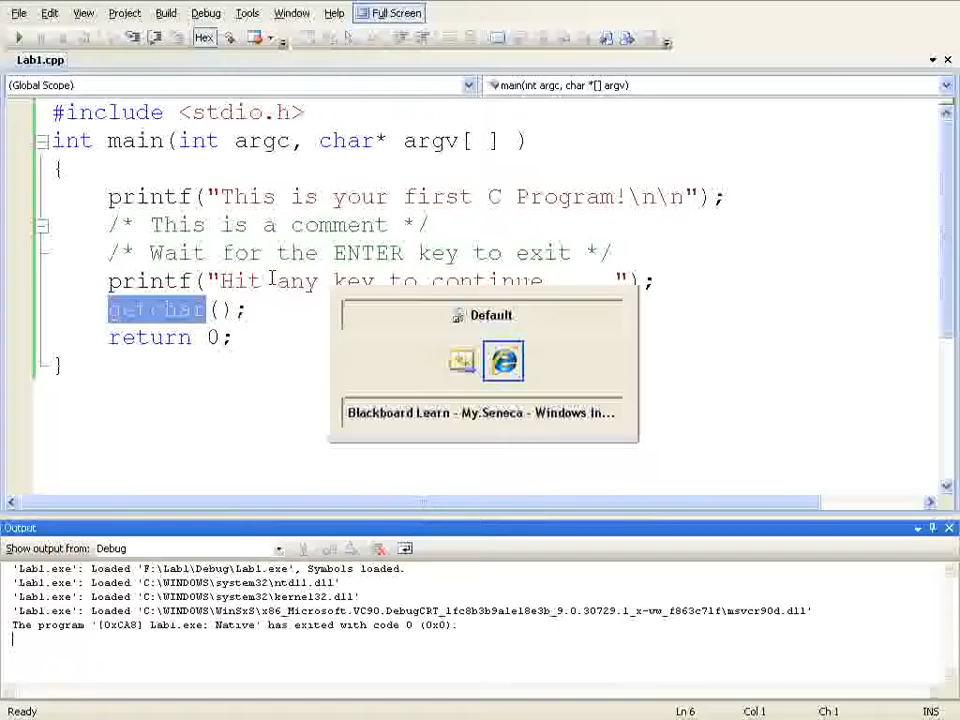 File Edit View Project Build Debug Tools Window Help Full Screen
Hex
Lab1.cpp
(Global Scope) main(int argc, char *[] argv)
#include <stdio.h>
int main(int argc, char* argv[ ] )
{
printf("This is your first C Program!\n\n");
/* This is a comment */
/* Wait for the ENTER key to exit */
printf("Hit any key to continue ");
getchar();
return 0;
}
Default
Blackboard Learn - My.Seneca - Windows In...
Output
Show output from: Debug
'Lab1.exe': Loaded 'F:\Lab1\Debug\Lab1.exe', Symbols loaded.
'Lab1.exe': Loaded 'C:\WINDOWS\system32\ntdll.dll'
'Lab1.exe': Loaded 'C:\WINDOWS\system32\kernel32.dll'
'Lab1.exe': Loaded 'C:\WINDOWS\WinSxS\x86_Microsoft.VC90.DebugCRT_1fc8b3b9a1e18e3b_9.0.30729.1_x-ww_f863c71f\msvcr90d.dll'
The program '[0xCA8] Lab1.exe: Native' has exited with code 0 (0x0).
Ready Ln 6 Col 1 Ch 1 INS